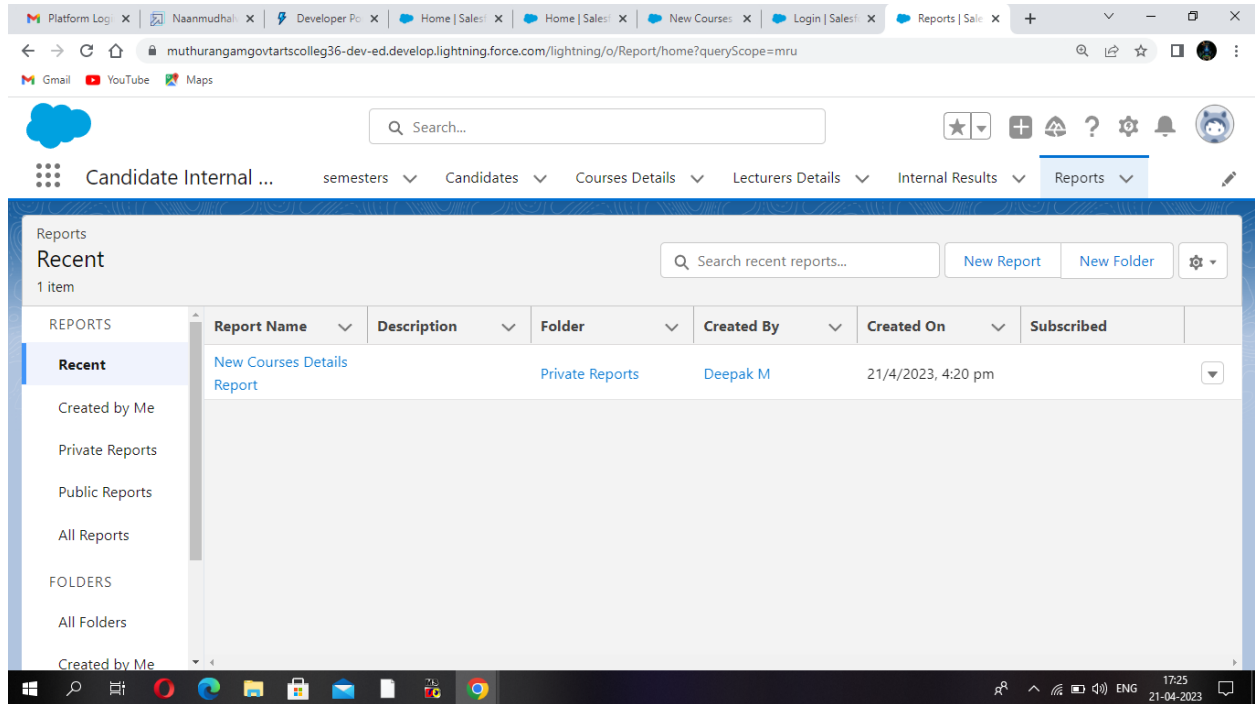 Platform Log
Naanmudhal
Developer Po
Home | Sales
Home | Sales
New Courses
Login | Salesf
Reports | Sale
muthurangamgovtartscolleg36-dev-ed.develop.lightning.force.com/lightning/o/Report/home?queryScope=mru
Gmail
YouTube
Maps
Search...
Candidate Internal ...
semesters
Candidates
Courses Details
Lecturers Details
Internal Results
Reports
Reports
Recent
1 item
Search recent reports...
New Report
New Folder
REPORTS
Recent
Created by Me
Private Reports
Public Reports
All Reports
FOLDERS
All Folders
Created by Me
Report Name
Description
Folder
Created By
Created On
Subscribed
New Courses Details
Report
Private Reports
Deepak M
21/4/2023, 4:20 pm
ENG
17:25
21-04-2023